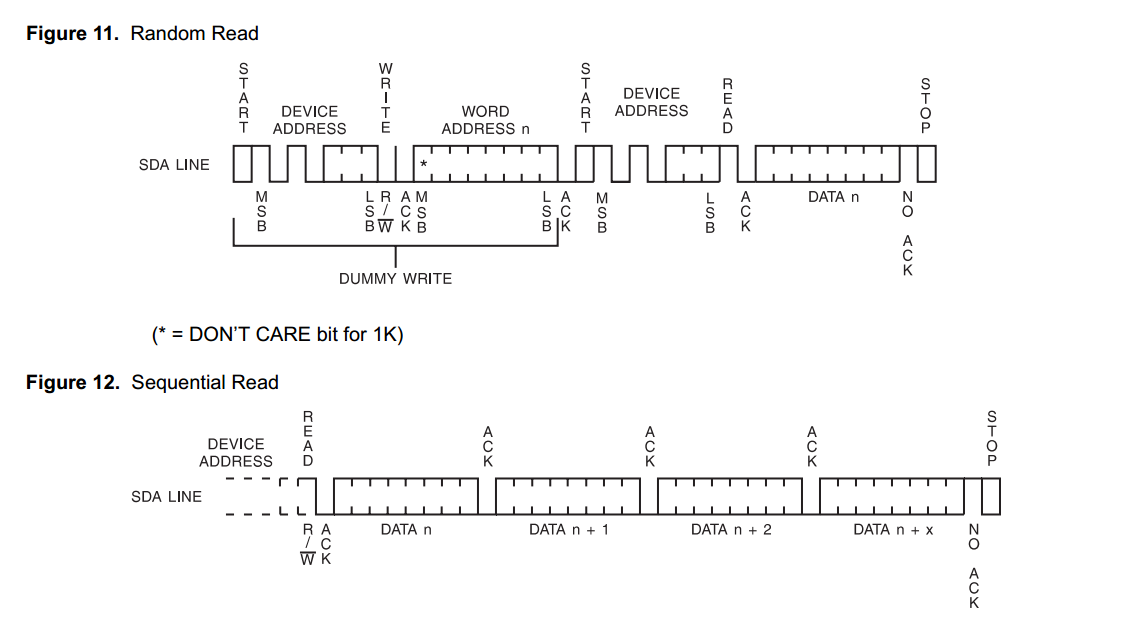 Figure 11. Random Read
START
WRITE
START
READ
STOP
DEVICE ADDRESS
WORD ADDRESS n
DEVICE ADDRESS
SDA LINE
*
MSB
LSB
R/W
ACK
MSB
LSB
ACK
MSB
LSB
ACK
DATA n
NO ACK
DUMMY WRITE
(* = DON'T CARE bit for 1K)
Figure 12. Sequential Read
DEVICE ADDRESS
READ
ACK
ACK
ACK
STOP
SDA LINE
R/W
ACK
DATA n
DATA n + 1
DATA n + 2
DATA n + x
NO ACK